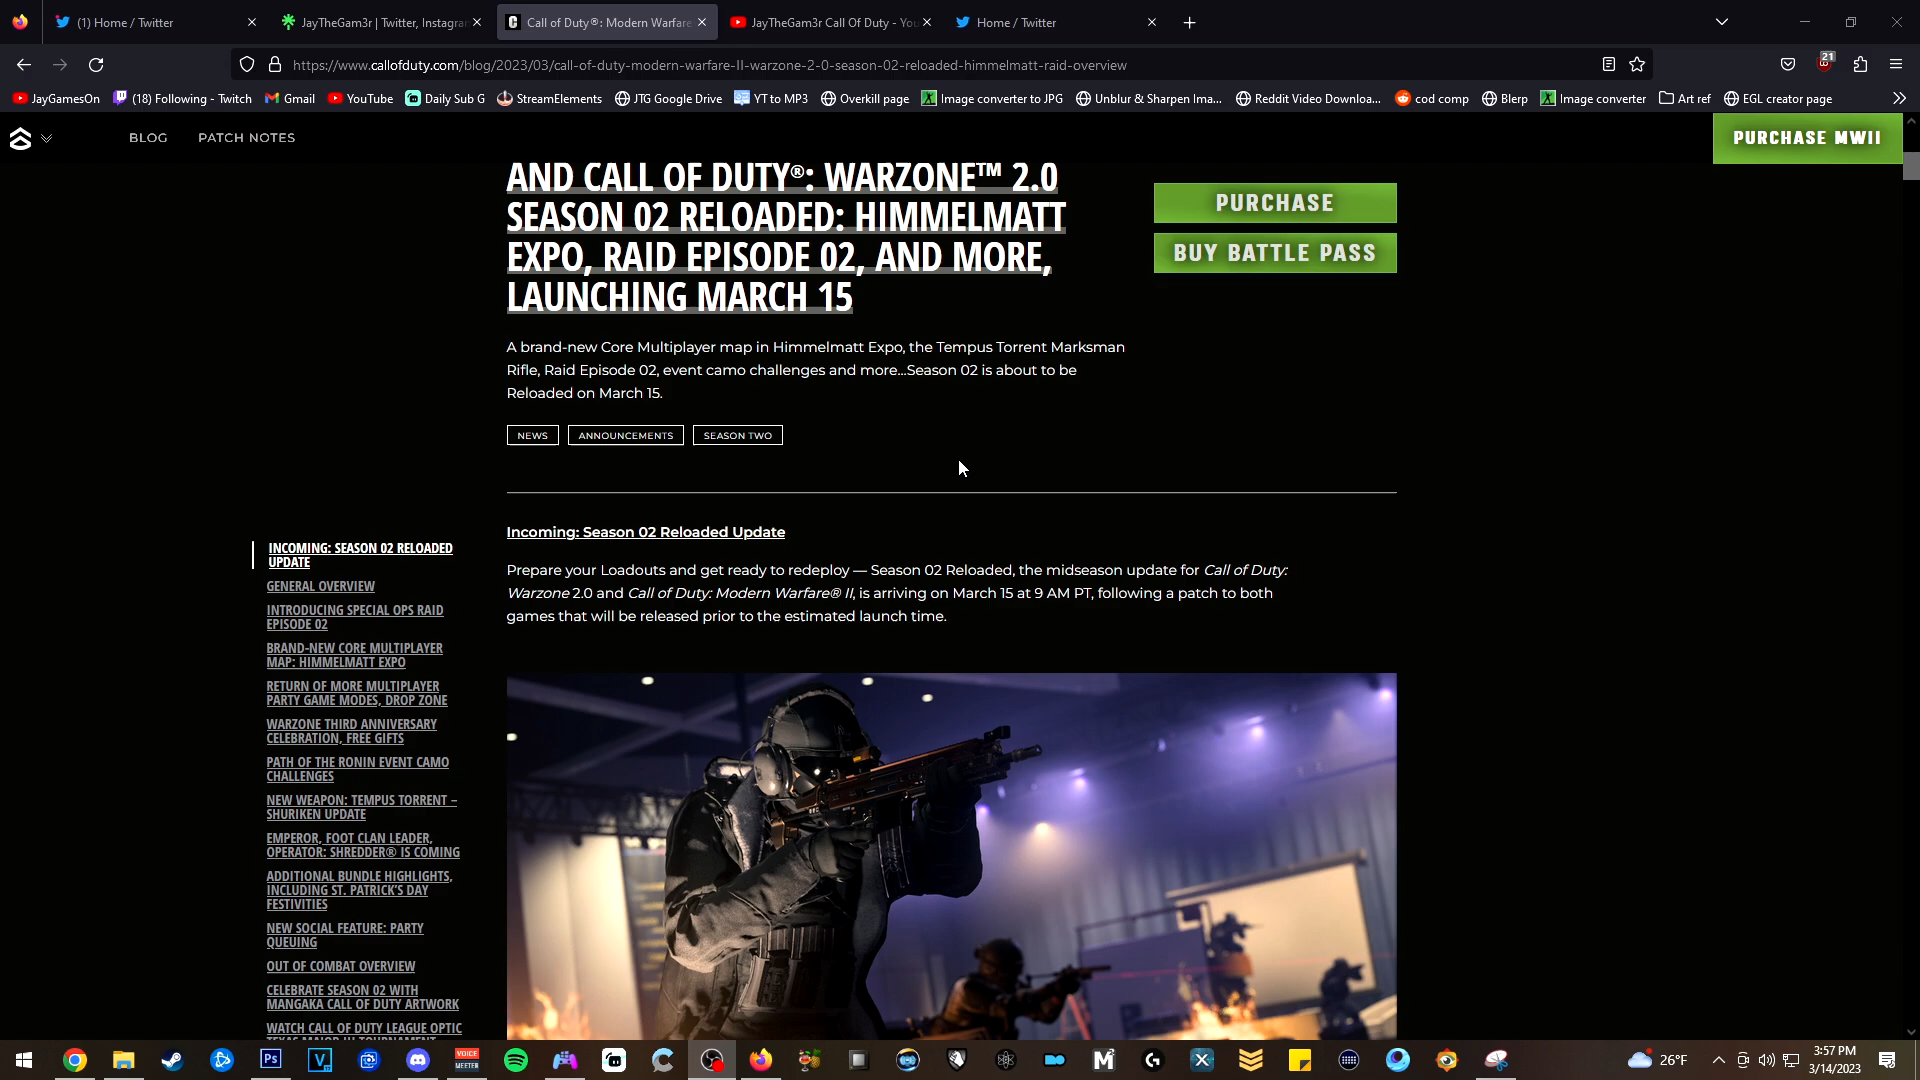 (1) Home / Twitter
JayTheGam3r | Twitter, Instagram
Call of Duty®: Modern Warfare
JayTheGam3r Call Of Duty - You
Home / Twitter
https://www.callofduty.com/blog/2023/03/call-of-duty-modern-warfare-II-warzone-2-0-season-02-reloaded-himmelmatt-raid-overview
21
JayGamesOn
(18) Following - Twitch
Gmail
YouTube
Daily Sub G
StreamElements
JTG Google Drive
YT to MP3
Overkill page
Image converter to JPG
Unblur & Sharpen Ima...
Reddit Video Downloa...
cod comp
Blerp
Image converter
Art ref
EGL creator page
BLOG
PATCH NOTES
PURCHASE MWII
AND CALL OF DUTY®: WARZONE™ 2.0
SEASON 02 RELOADED: HIMMELMATT
EXPO, RAID EPISODE 02, AND MORE,
LAUNCHING MARCH 15
PURCHASE
BUY BATTLE PASS
A brand-new Core Multiplayer map in Himmelmatt Expo, the Tempus Torrent Marksman
Rifle, Raid Episode 02, event camo challenges and more...Season 02 is about to be
Reloaded on March 15.
NEWS
ANNOUNCEMENTS
SEASON TWO
Incoming: Season 02 Reloaded Update
Prepare your Loadouts and get ready to redeploy — Season 02 Reloaded, the midseason update for Call of Duty:
Warzone 2.0 and Call of Duty: Modern Warfare® II, is arriving on March 15 at 9 AM PT, following a patch to both
games that will be released prior to the estimated launch time.
INCOMING: SEASON 02 RELOADED
UPDATE
GENERAL OVERVIEW
INTRODUCING SPECIAL OPS RAID
EPISODE 02
BRAND-NEW CORE MULTIPLAYER
MAP: HIMMELMATT EXPO
RETURN OF MORE MULTIPLAYER
PARTY GAME MODES, DROP ZONE
WARZONE THIRD ANNIVERSARY
CELEBRATION, FREE GIFTS
PATH OF THE RONIN EVENT CAMO
CHALLENGES
NEW WEAPON: TEMPUS TORRENT –
SHURIKEN UPDATE
EMPEROR, FOOT CLAN LEADER,
OPERATOR: SHREDDER® IS COMING
ADDITIONAL BUNDLE HIGHLIGHTS,
INCLUDING ST. PATRICK'S DAY
FESTIVITIES
NEW SOCIAL FEATURE: PARTY
QUEUING
OUT OF COMBAT OVERVIEW
CELEBRATE SEASON 02 WITH
MANGAKA CALL OF DUTY ARTWORK
WATCH CALL OF DUTY LEAGUE OPTIC
TEXAS MAJOR III TOURNAMENT
Ps
V
VOICE
MEETER
26°F
3:57 PM
3/14/2023